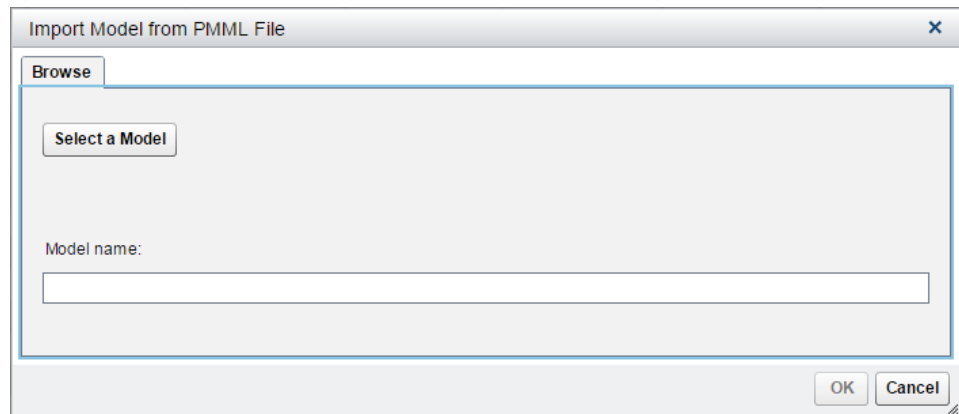 Import Model from PMML File
Browse
Select a Model
Model name:
OK Cancel